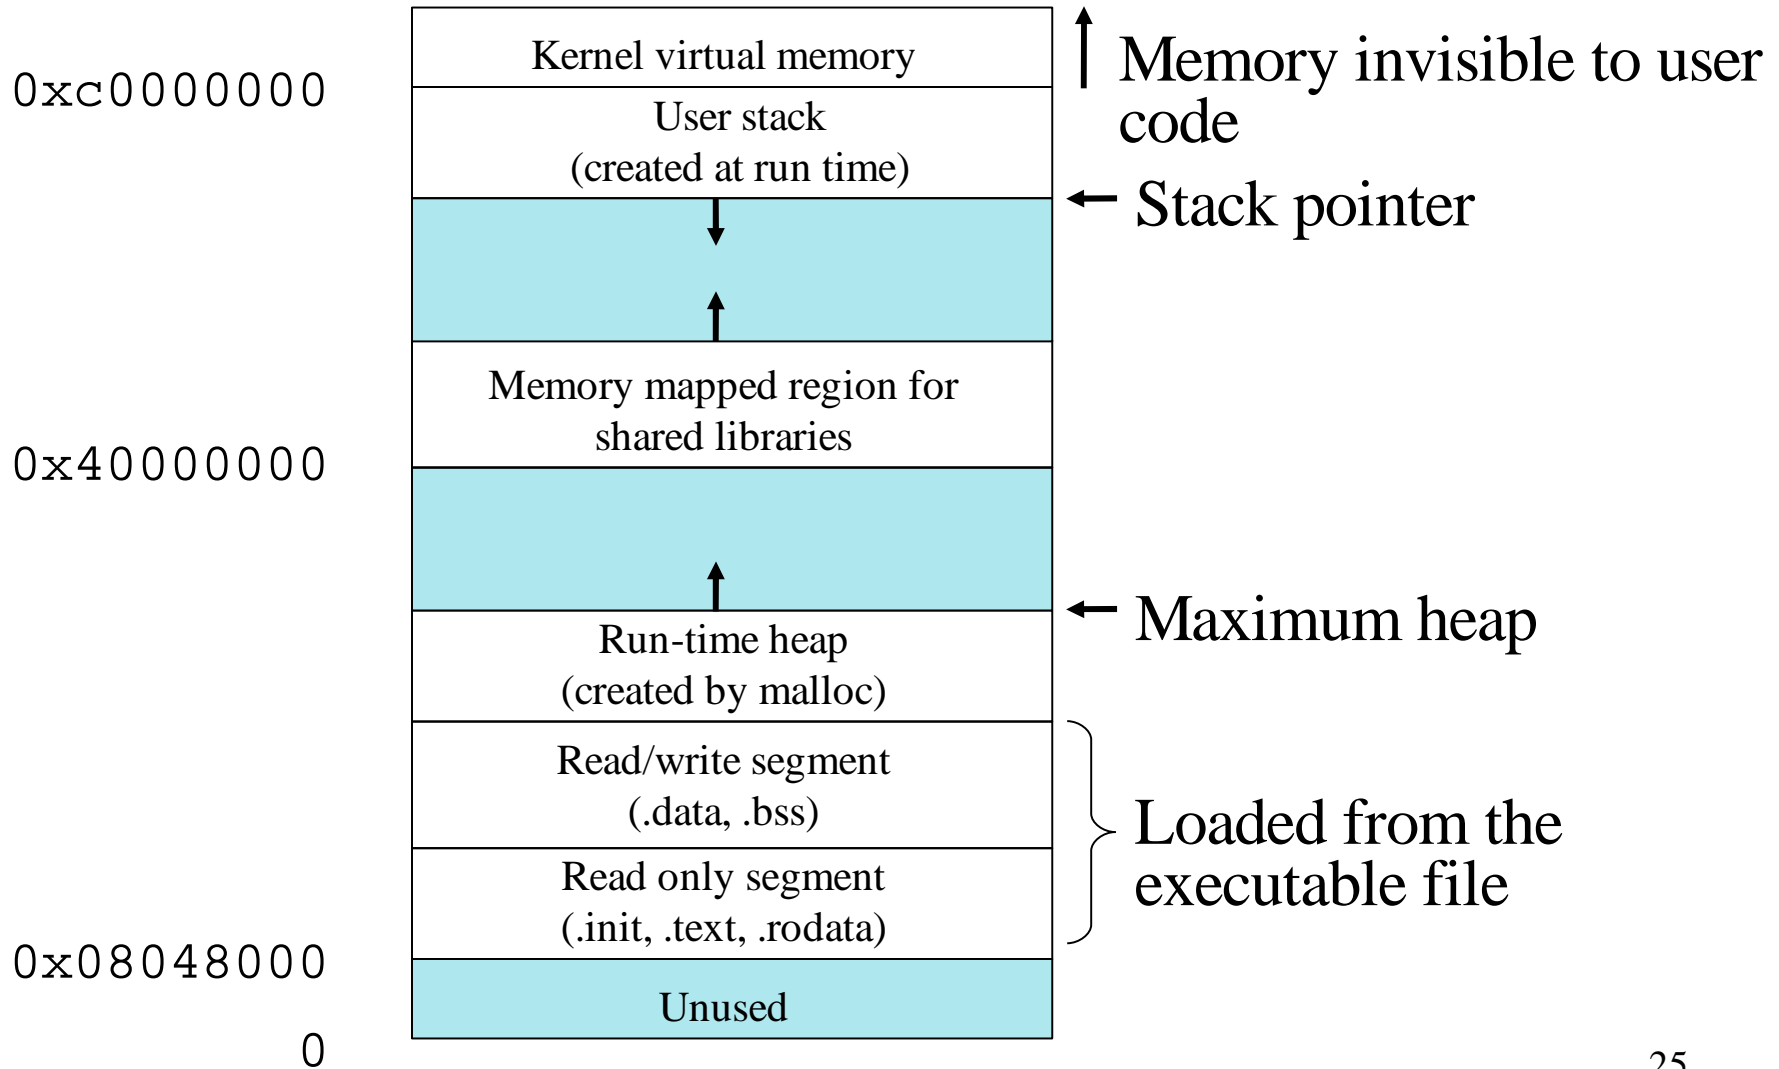 Kernel virtual memory
Memory invisible to user
code
0xc0000000
User stack
(created at run time)
Stack pointer
Memory mapped region for
shared libraries
0x40000000
Maximum heap
Run-time heap
(created by malloc)
Read/write segment
(.data, .bss)
Loaded from the
executable file
Read only segment
(.init, .text, .rodata)
0x08048000
Unused
0
25